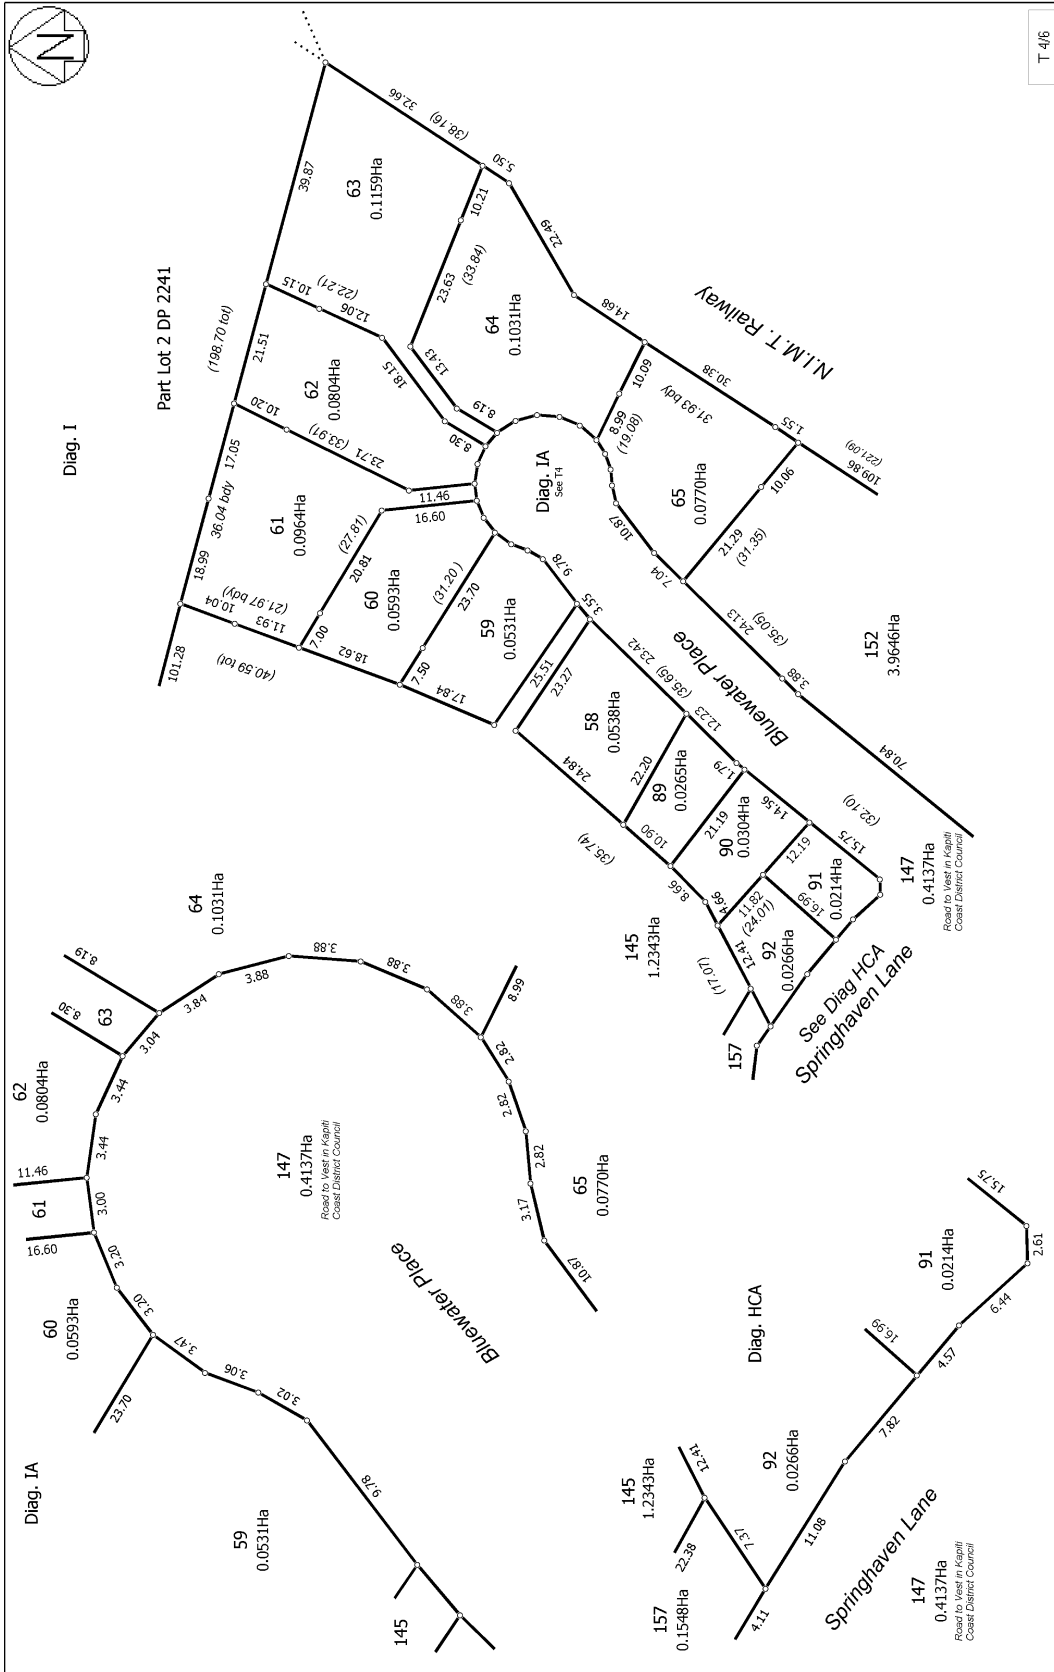 N
T 4/6
Diag. I
Part Lot 2 DP 2241
(198.70 tot)
101.28
18.99
36.04 bdy
17.05
21.51
39.87
32.66
(38.16)
5.50
63
0.1159Ha
10.15
12.06
(22.21)
10.21
23.63
(33.84)
13.43
8.19
18.15
8.30
64
0.1031Ha
22.49
14.68
N.I.M.T. Railway
62
0.0804Ha
10.20
23.71
(33.91)
11.46
16.60
61
0.0964Ha
10.04
11.93
(21.97 bdy)
(40.59 tot)
7.00
20.81
(27.81)
60
0.0593Ha
18.62
7.50
23.70
(31.20 )
59
0.0531Ha
17.84
25.51
9.78
3.55
Diag. IA
See T4
10.09
8.99
(19.08)
30.38
31.93 bdy
1.55
109.86
(221.09)
65
0.0770Ha
10.06
21.29
(31.35)
10.87
7.04
24.13
(35.05)
3.88
70.84
152
3.9646Ha
Bluewater Place
23.27
23.42
(35.65)
12.23
58
0.0538Ha
24.84
22.20
(35.74)
10.90
89
0.0265Ha
1.79
21.19
90
0.0304Ha
14.56
8.66
4.66
(32.10)
15.75
12.19
11.82
(24.01)
91
0.0214Ha
16.99
92
0.0266Ha
12.41
(17.07)
145
1.2343Ha
157
147
0.4137Ha
Road to Vest in Kapiti
Coast District Council
See Diag HCA
Springhaven Lane
Diag. IA
64
0.1031Ha
8.19
8.30
63
62
0.0804Ha
11.46
61
16.60
60
0.0593Ha
23.70
59
0.0531Ha
145
9.78
3.02
3.06
3.47
3.20
3.20
3.00
3.44
3.44
3.04
3.84
3.88
3.88
3.88
3.88
8.99
2.82
2.82
2.82
3.17
10.87
65
0.0770Ha
147
0.4137Ha
Road to Vest in Kapiti
Coast District Council
Bluewater Place
Diag. HCA
91
0.0214Ha
15.75
2.61
6.44
4.57
16.99
7.82
92
0.0266Ha
11.08
12.41
7.37
22.38
4.11
145
1.2343Ha
157
0.1548Ha
Springhaven Lane
147
0.4137Ha
Road to Vest in Kapiti
Coast District Council